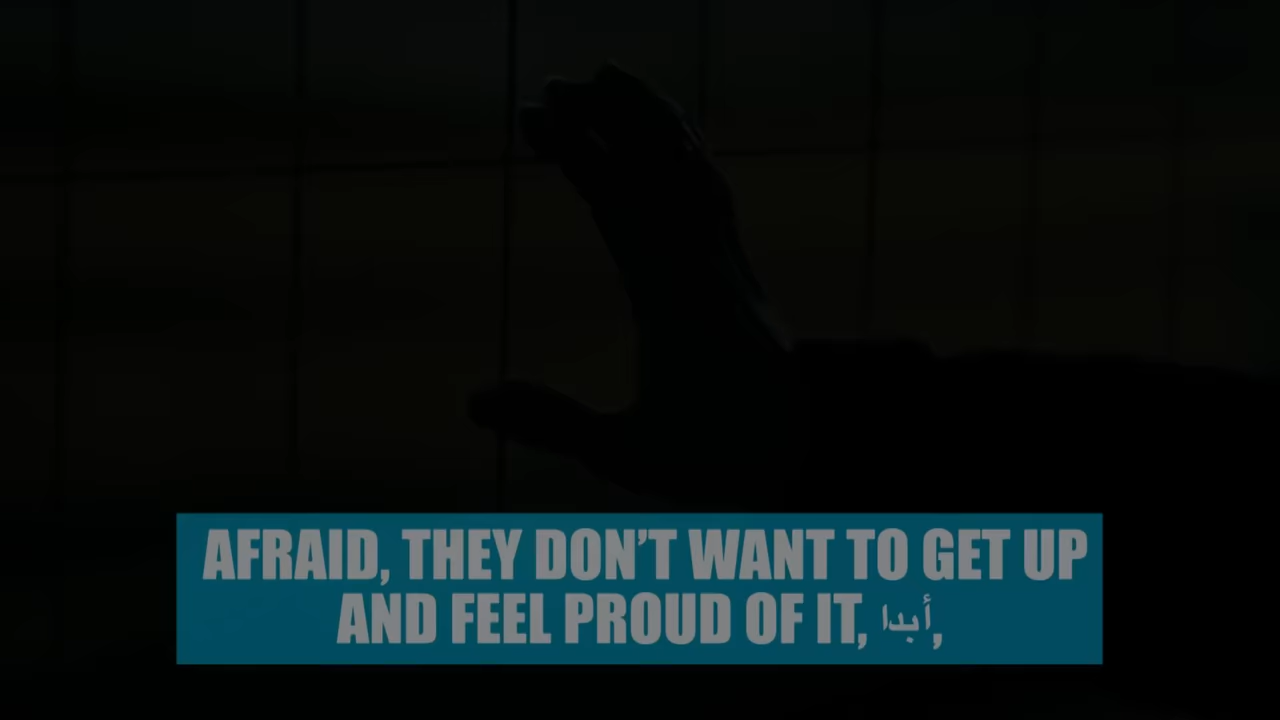 AFRAID, THEY DON'T WANT TO GET UP
AND FEEL PROUD OF IT, أبدا,